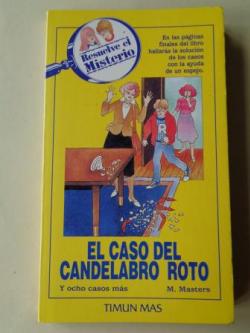 Resuelve el
Misterio
En las páginas
finales del libro
hallarás la solución
de los casos
con la ayuda
de un espejo.
EL CASO DEL
CANDELABRO ROTO
Y ocho casos más
M. Masters
TIMUN MAS